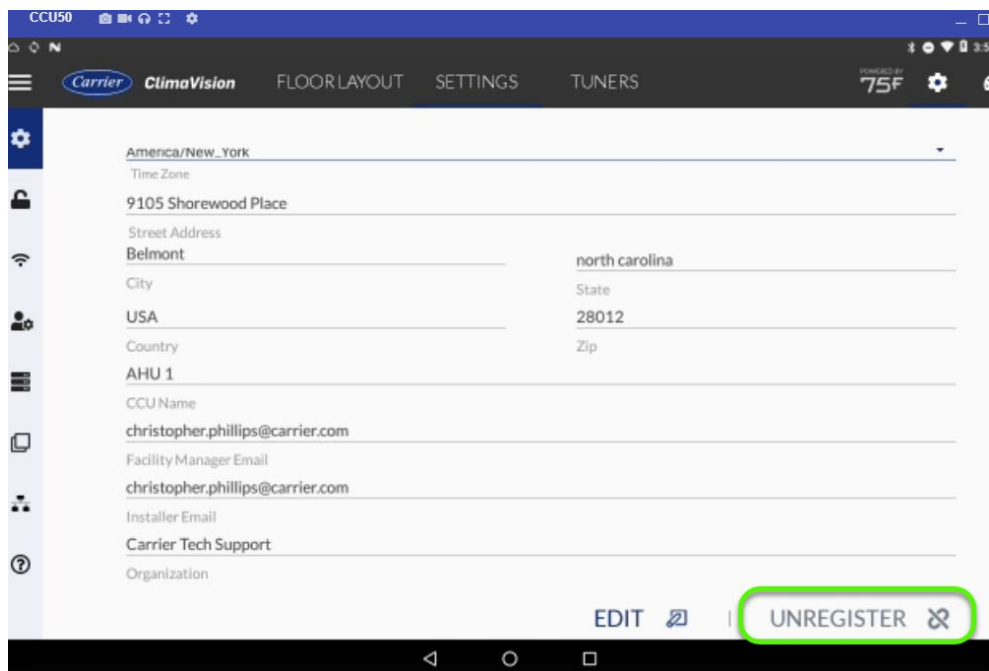 CCU50
N 3:5
Carrier ClimaVision FLOOR LAYOUT SETTINGS TUNERS POWERED BY 75F
America/New_York
Time Zone
9105 Shorewood Place
Street Address
Belmont north carolina
City State
USA 28012
Country Zip
AHU 1
CCU Name
christopher.phillips@carrier.com
Facility Manager Email
christopher.phillips@carrier.com
Installer Email
Carrier Tech Support
Organization
EDIT | UNREGISTER